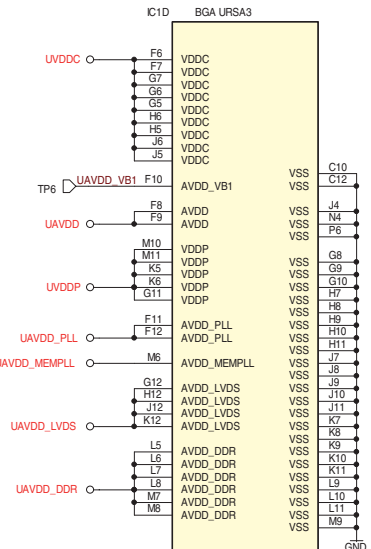 IC1D BGA URSA3
UVDDC F6 VDDC
F7 VDDC
G7 VDDC
G6 VDDC
G5 VDDC
H6 VDDC
H5 VDDC
J6 VDDC
J5 VDDC
VSS C10
TP6 UAVDD_VB1 F10 AVDD_VB1 VSS C12
F8 AVDD VSS J4
UAVDD F9 AVDD VSS N4
VSS P6
M10 VDDP
M11 VDDP VSS G8
K5 VDDP VSS G9
UVDDP K6 VDDP VSS G10
G11 VDDP VSS H7
VSS H8
F11 AVDD_PLL VSS H9
UAVDD_PLL F12 AVDD_PLL VSS H10
VSS H11
UAVDD_MEMPLL M6 AVDD_MEMPLL VSS J7
VSS J8
G12 AVDD_LVDS VSS J9
H12 AVDD_LVDS VSS J10
J12 AVDD_LVDS VSS J11
UAVDD_LVDS K12 AVDD_LVDS VSS K7
VSS K8
L5 AVDD_DDR VSS K9
L6 AVDD_DDR VSS K10
L7 AVDD_DDR VSS K11
UAVDD_DDR L8 AVDD_DDR VSS L9
M7 AVDD_DDR VSS L10
M8 AVDD_DDR VSS L11
VSS M9
GND